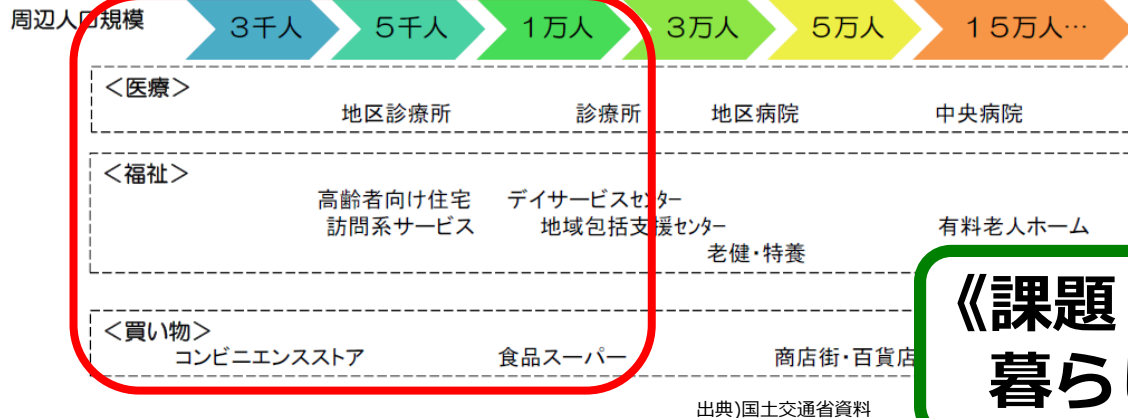 周辺人口規模 3千人 5千人 1万人 3万人 5万人 15万人…
＜医療＞
地区診療所 診療所 地区病院 中央病院
＜福祉＞
高齢者向け住宅 デイサービスセンター
訪問系サービス 地域包括支援センター 有料老人ホーム
老健・特養
＜買い物＞
コンビニエンスストア 食品スーパー 商店街・百貨店
《課題
暮ら
出典)国土交通省資料